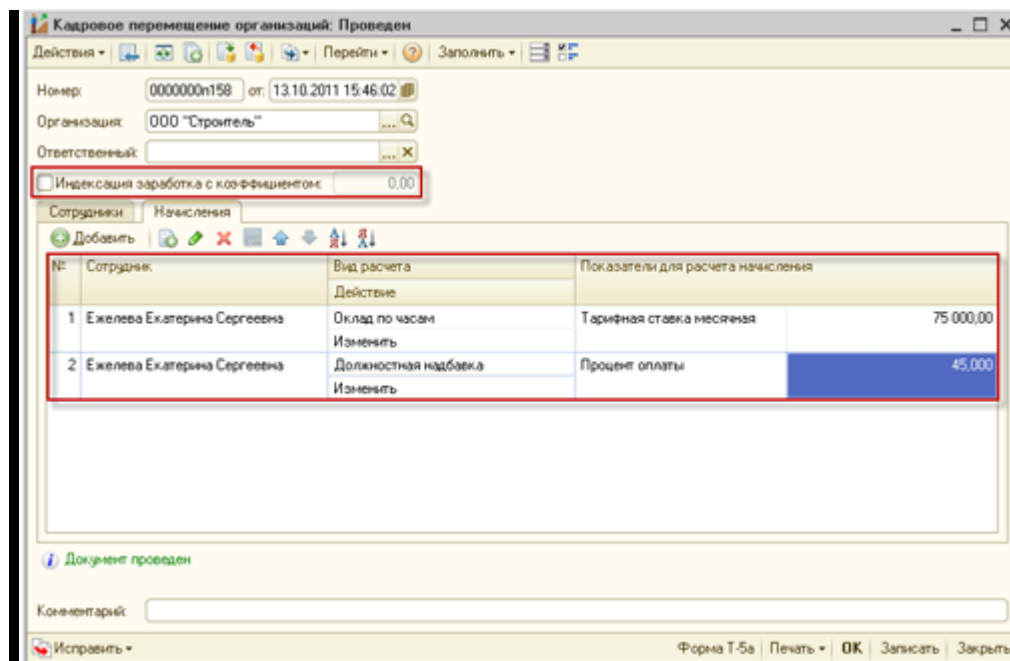 Кадровое перемещение организаций: Проведен
Действия Перейти Заполнить
Номер: 0000000п158 от: 13.10.2011 15:46:02
Организация: ООО "Строитель" ...
Ответственный: ... ×
Индексация заработка с коэффициентом: 0,00
Сотрудники Начисления
Добавить
№ Сотрудник Вид расчета Показатели для расчета начисления
Действие
1 Ежелева Екатерина Сергеевна Оклад по часам Тарифная ставка месячная 75 000,00
Изменить
2 Ежелева Екатерина Сергеевна Должностная надбавка Процент оплаты 45,000
Изменить
Документ проведен
Комментарий:
Исправить Форма Т-5а Печать OK Записать Закрыть